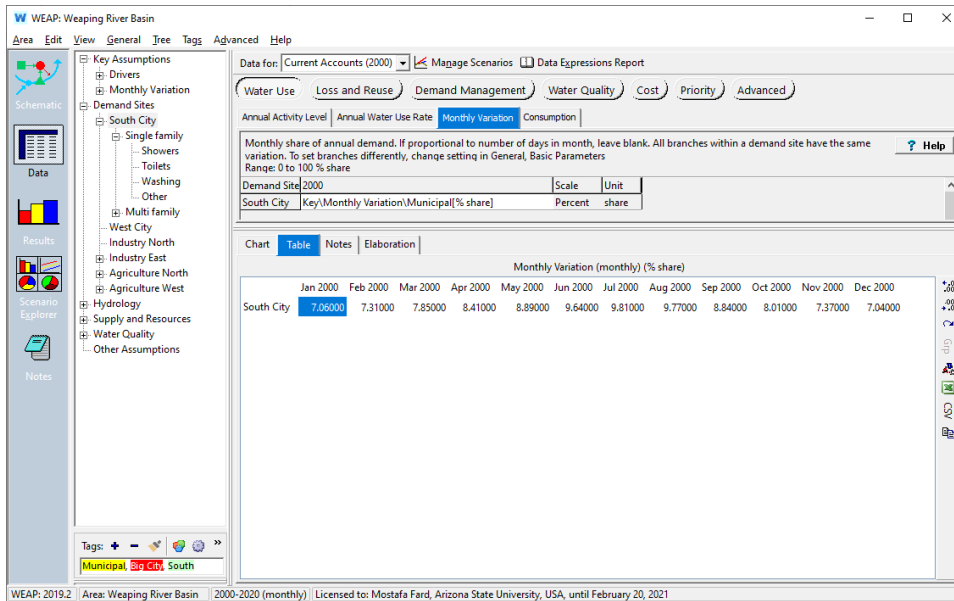 WEAP: Weaping River Basin
Area Edit View General Tree Tags Advanced Help
Schematic
Data
Results
Scenario
Explorer
Notes
Key Assumptions
Drivers
Monthly Variation
Demand Sites
South City
Single family
Showers
Toilets
Washing
Other
Multi family
West City
Industry North
Industry East
Agriculture North
Agriculture West
Hydrology
Supply and Resources
Water Quality
Other Assumptions
Tags:
Municipal, Big City, South
Data for: Current Accounts (2000) Manage Scenarios Data Expressions Report
Water Use Loss and Reuse Demand Management Water Quality Cost Priority Advanced
Annual Activity Level Annual Water Use Rate Monthly Variation Consumption
Monthly share of annual demand. If proportional to number of days in month, leave blank. All branches within a demand site have the same
variation. To set branches differently, change setting in General, Basic Parameters
Range: 0 to 100 % share
? Help
Demand Site 2000 Scale Unit
South City Key\Monthly Variation\Municipal[% share] Percent share
Chart Table Notes Elaboration
Monthly Variation (monthly) (% share)
Jan 2000 Feb 2000 Mar 2000 Apr 2000 May 2000 Jun 2000 Jul 2000 Aug 2000 Sep 2000 Oct 2000 Nov 2000 Dec 2000
South City 7.06000 7.31000 7.85000 8.41000 8.89000 9.64000 9.81000 9.77000 8.84000 8.01000 7.37000 7.04000
Grp
CSV
WEAP: 2019.2 Area: Weaping River Basin 2000-2020 (monthly) Licensed to: Mostafa Fard, Arizona State University, USA, until February 20, 2021